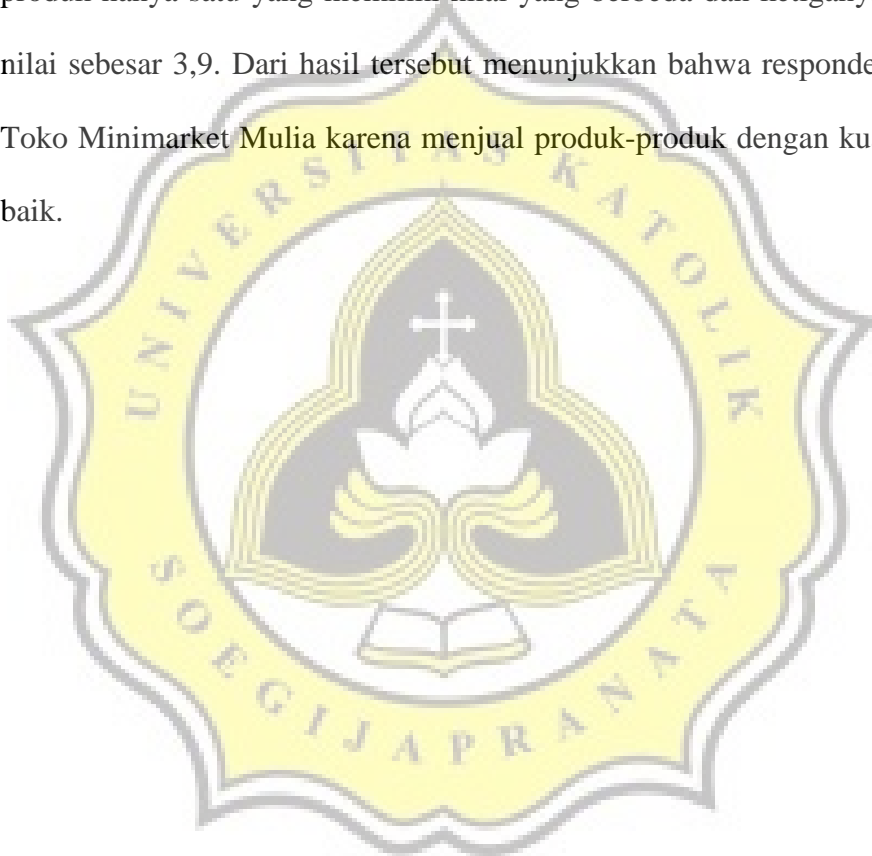 nilai sebesar 3,9. Dari hasil tersebut menunjukkan bahwa
Toko Minimarket Mulia karena menjual produk-produk dengan
baik.
UNIVERSITAS KATOLIK
SOEGIJAPRANATA